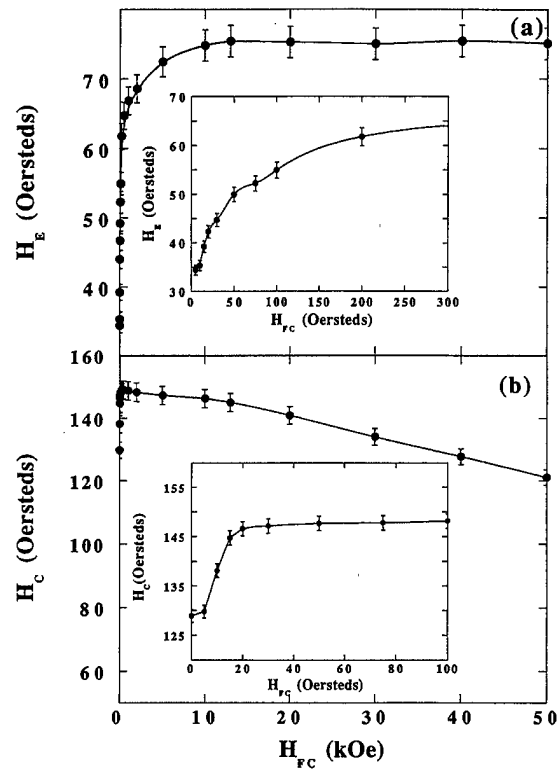 (a)
70
60
50
40
H_E (Oersteds)
70
60
50
40
30
H_E (Oersteds)
0 50 100 150 200 250 300
H_FC (Oersteds)
160
140
120
100
80
60
H_C (Oersteds)
(b)
155
145
135
125
H_C (Oersteds)
0 20 40 60 80 100
H_FC (Oersteds)
0 10 20 30 40 50
H_FC (kOe)